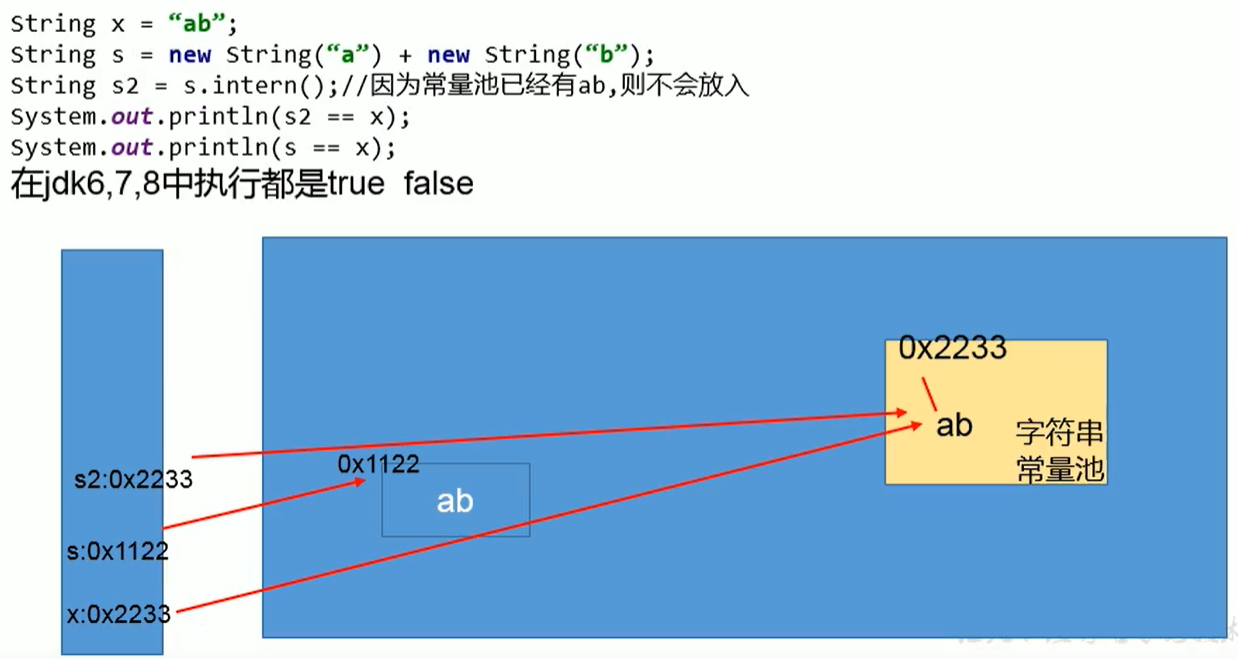 String x = “ab”;
String s = new String(“a”) + new String(“b”);
String s2 = s.intern();//因为常量池已经有ab,则不会放入
System.out.println(s2 == x);
System.out.println(s == x);
在jdk6,7,8中执行都是true false
0x2233
ab
字符串
常量池
0x1122
ab
s2:0x2233
s:0x1122
x:0x2233